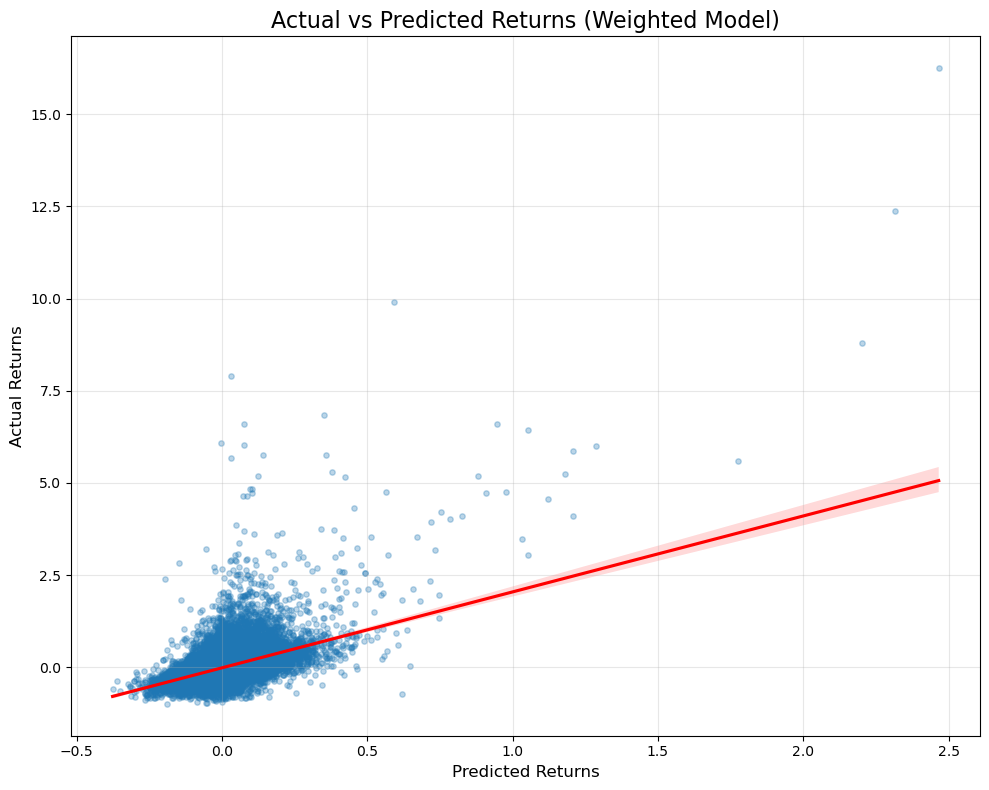 Actual vs Predicted Returns (Weighted Model)
15.0
12.5
10.0
7.5
5.0
2.5
0.0
Actual Returns
−0.5 0.0 0.5 1.0 1.5 2.0 2.5
Predicted Returns